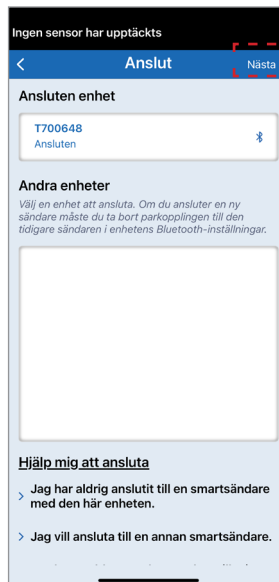 Ingen sensor har upptäckts
Anslut
Nästa
Ansluten enhet
T700648
Ansluten
Andra enheter
Välj en enhet att ansluta. Om du ansluter en ny
sändare måste du ta bort parkopplingen till den
tidigare sändaren i enhetens Bluetooth-inställningar.
Hjälp mig att ansluta
Jag har aldrig anslutit till en smartsändare
med den här enheten.
Jag vill ansluta till en annan smartsändare.